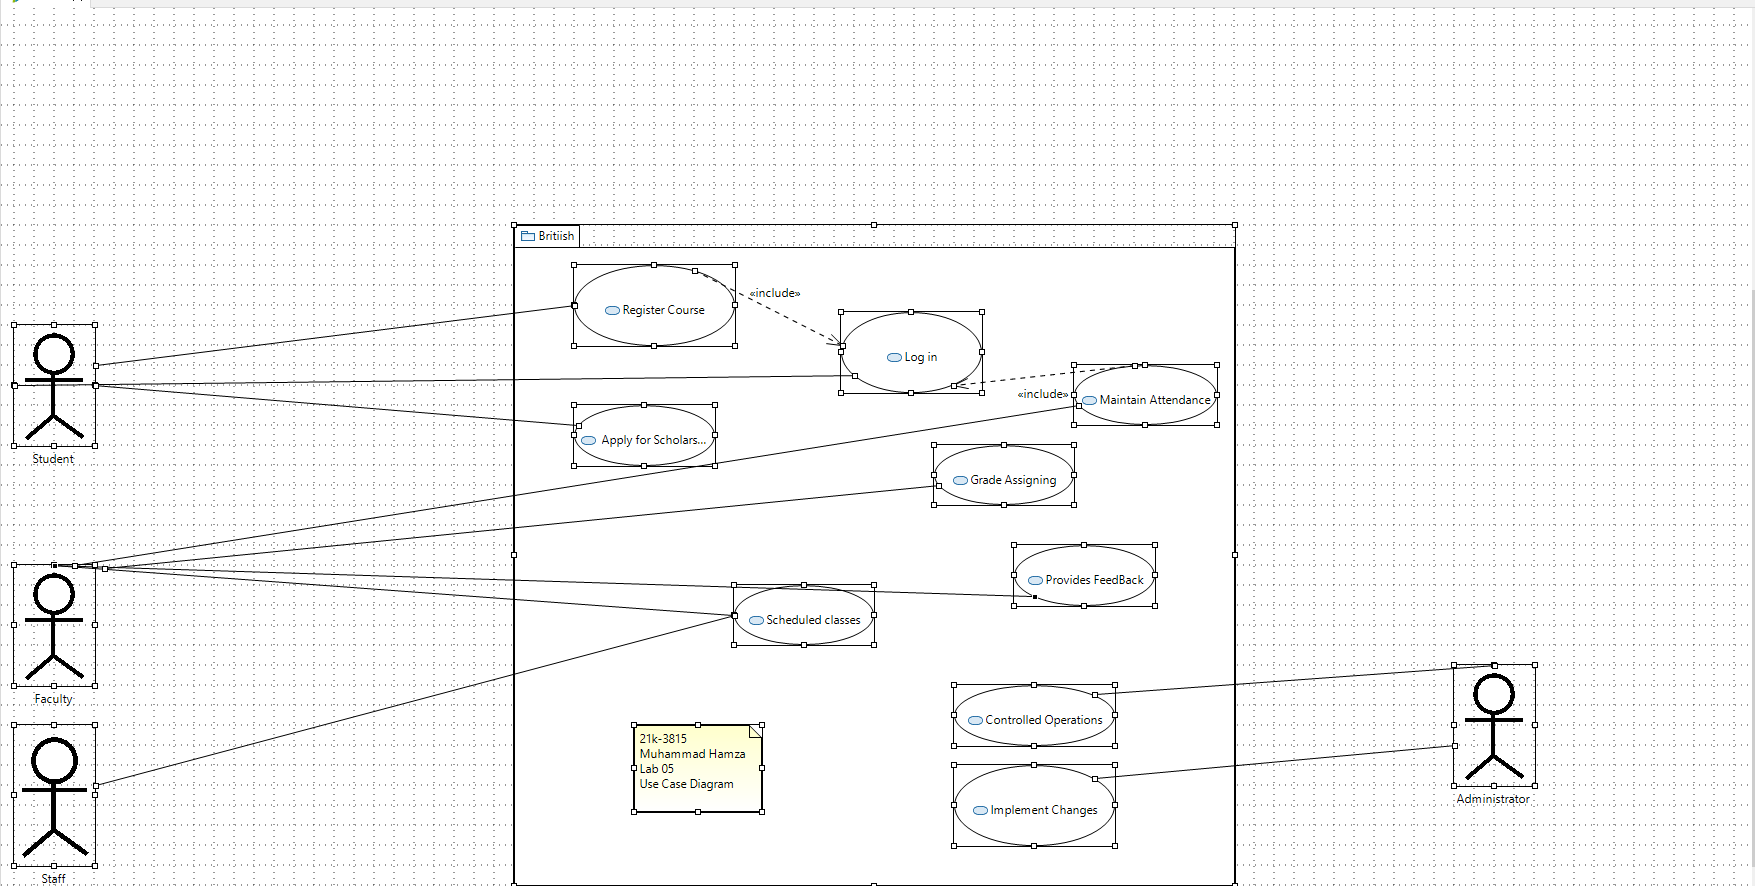 Britiish
Register Course
«include»
Log in
«include»
Maintain Attendance
Apply for Scholars...
Student
Grade Assigning
Provides FeedBack
Scheduled classes
Faculty
Controlled Operations
21k-3815
Muhammad Hamza
Lab 05
Use Case Diagram
Implement Changes
Administrator
Staff